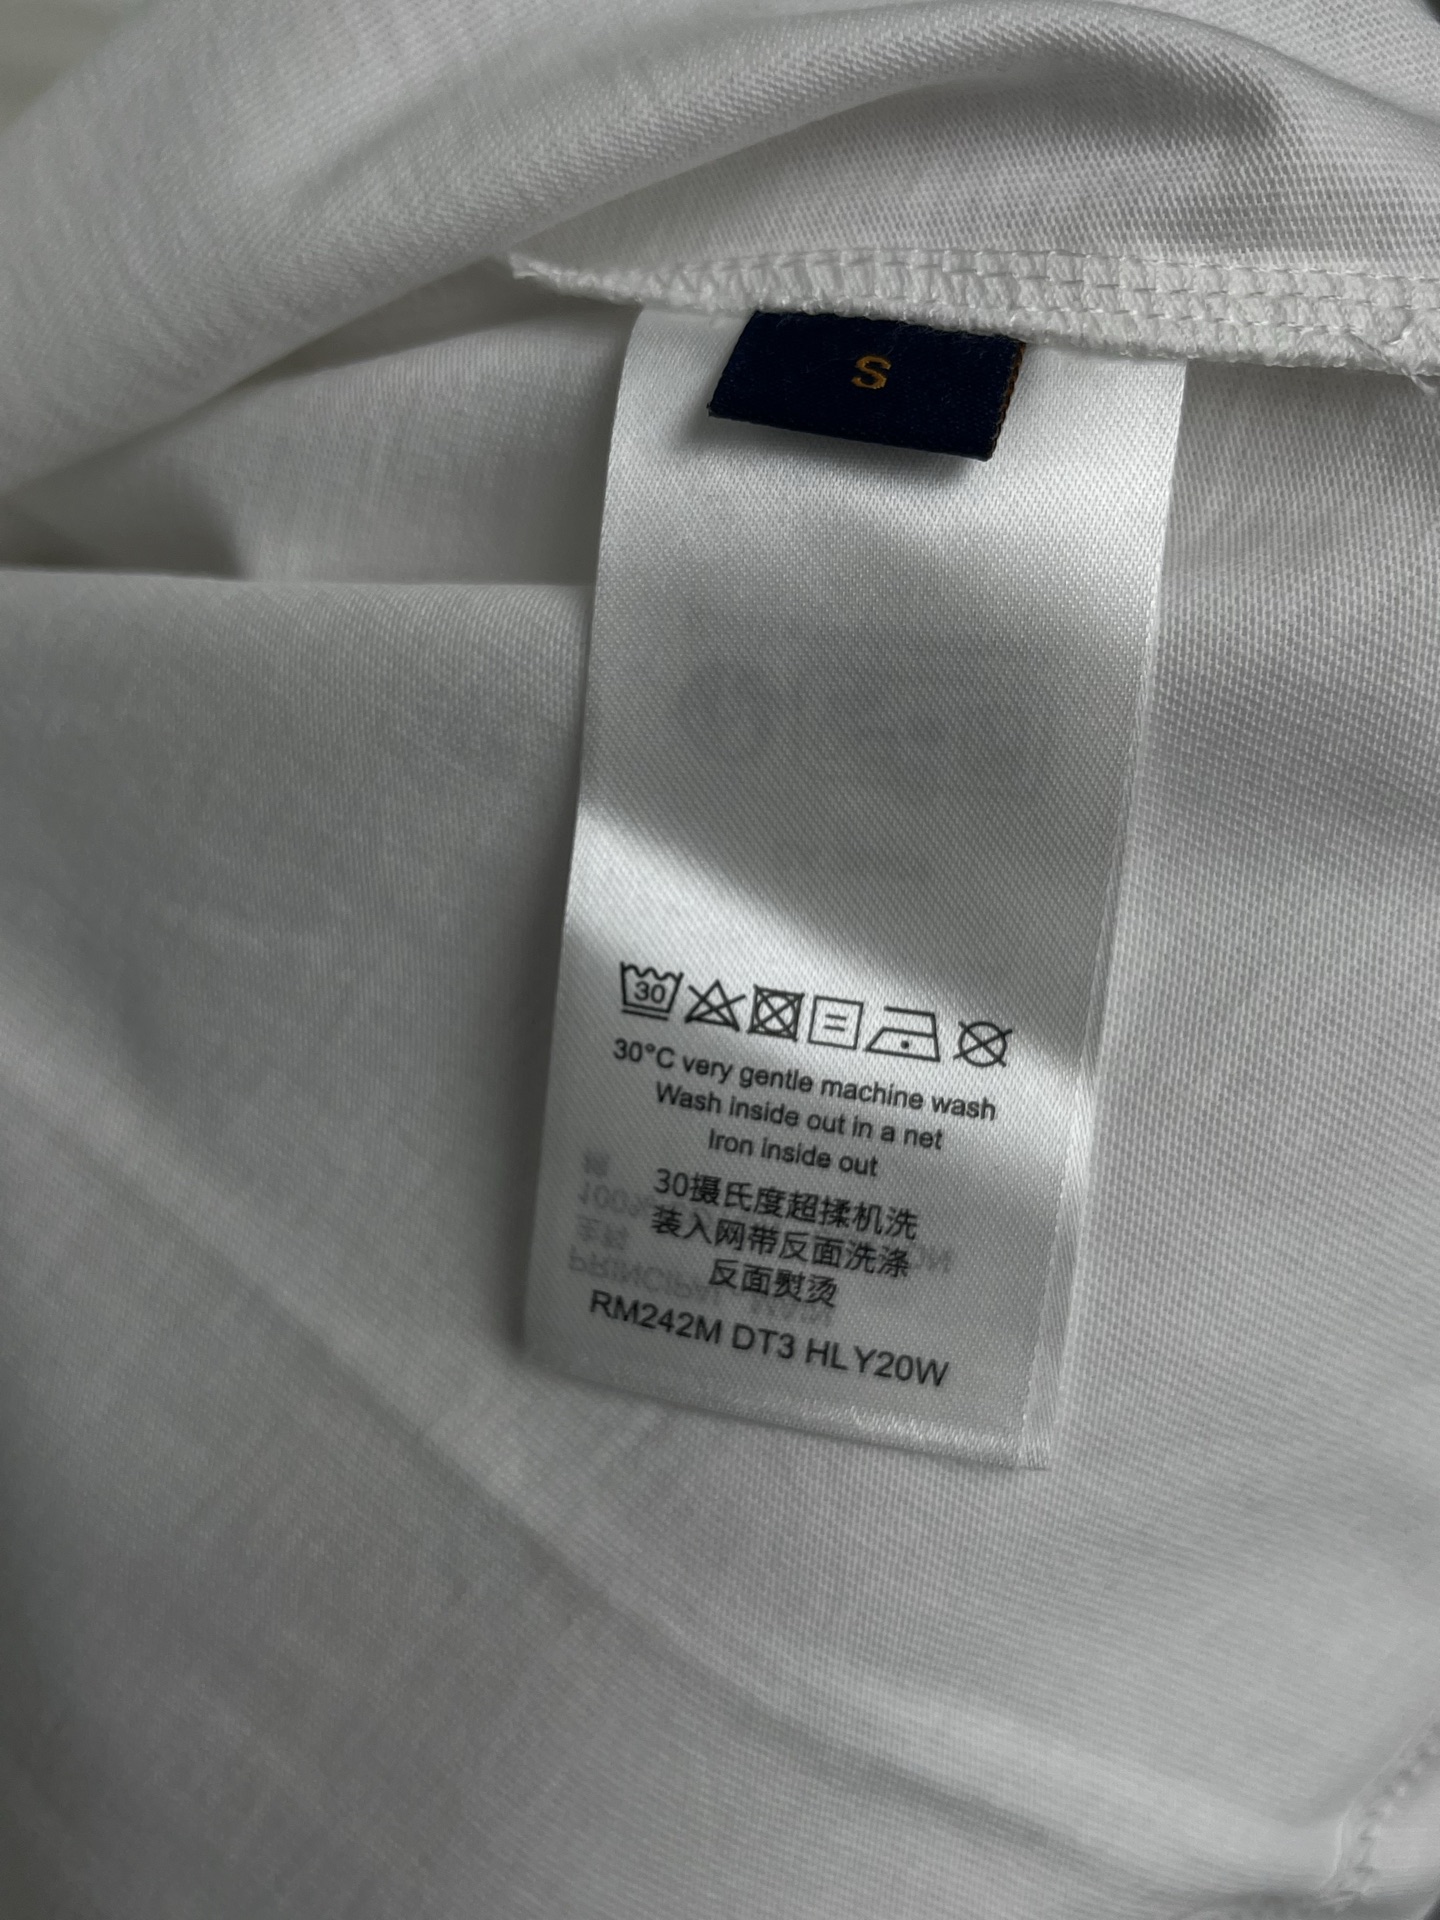 S
30
30°C very gentle machine wash
Wash inside out in a net
Iron inside out
30摄氏度超揉机洗
装入网带反面洗涤
反面熨烫
RM242M DT3 HLY20W